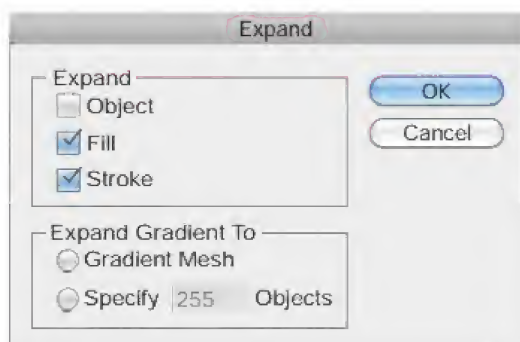 Expand
Expand
Object
Fill
Stroke
OK
Cancel
Expand Gradient To
Gradient Mesh
Specify 255 Objects